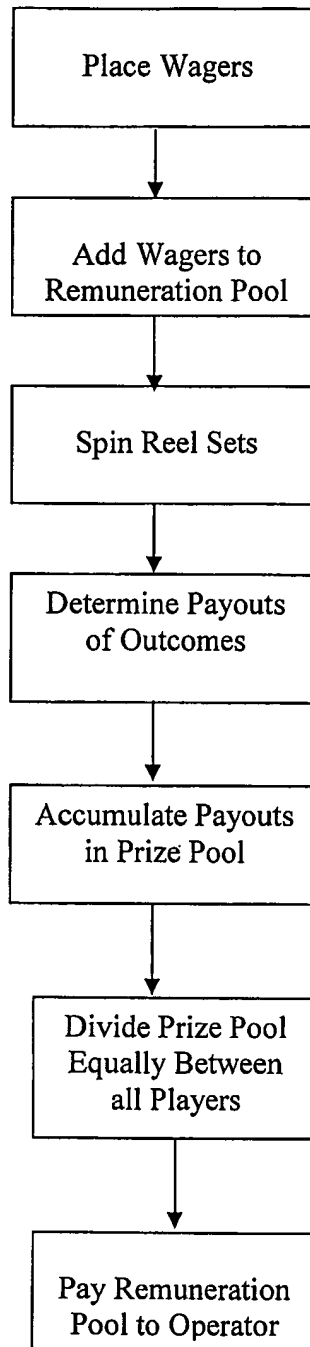 Place Wagers
Add Wagers to
Remuneration Pool
Spin Reel Sets
Determine Payouts
of Outcomes
Accumulate Payouts
in Prize Pool
Divide Prize Pool
Equally Between
all Players
Pay Remuneration
Pool to Operator